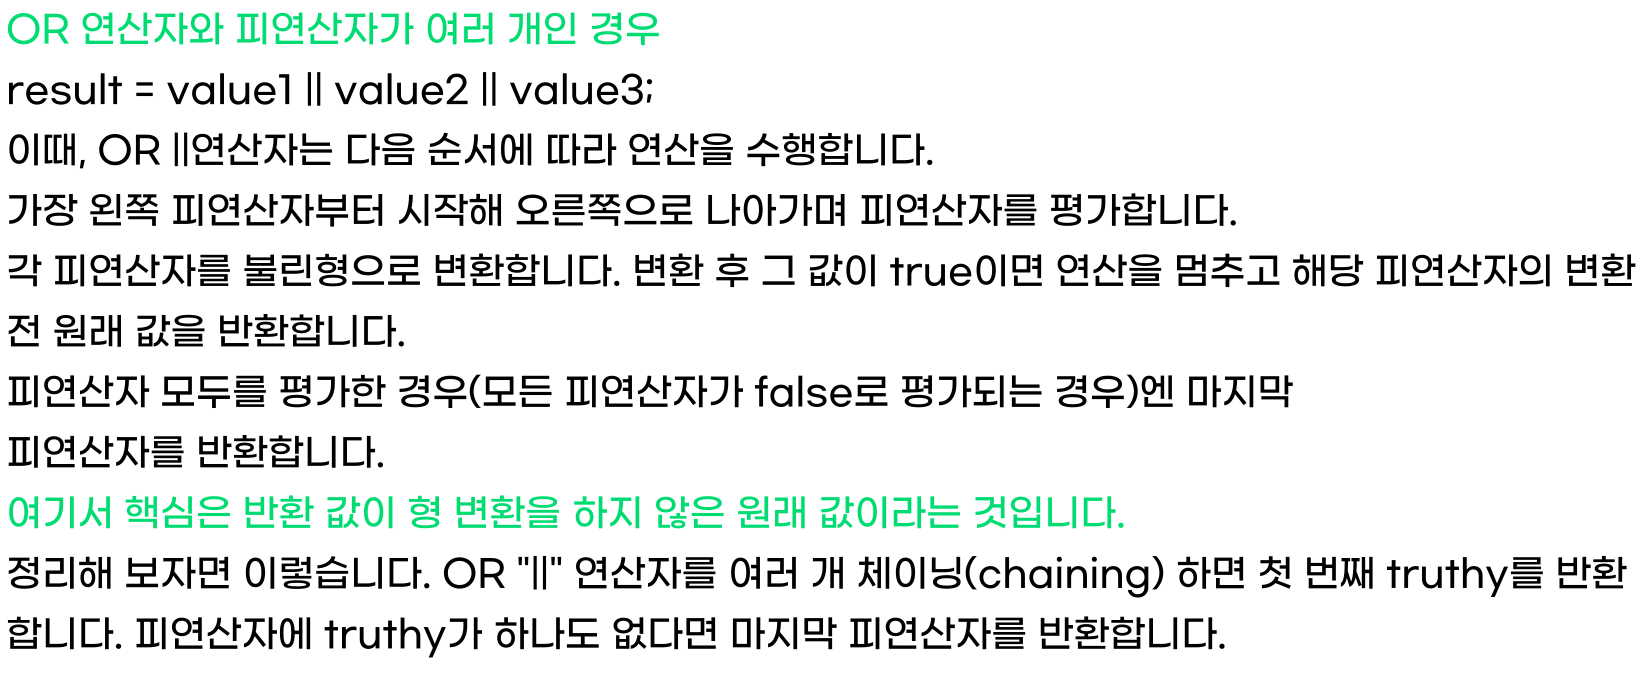 OR 연산자와 피연산자가 여러 개인 경우
result = value1 || value2 || value3;
이때, OR ||연산자는 다음 순서에 따라 연산을 수행합니다.
가장 왼쪽 피연산자부터 시작해 오른쪽으로 나아가며 피연산자를 평가합니다.
각 피연산자를 불린형으로 변환합니다. 변환 후 그 값이 true이면 연산을 멈추고 해당 피연산자의 변환
전 원래 값을 반환합니다.
피연산자 모두를 평가한 경우(모든 피연산자가 false로 평가되는 경우)엔 마지막
피연산자를 반환합니다.
여기서 핵심은 반환 값이 형 변환을 하지 않은 원래 값이라는 것입니다.
정리해 보자면 이렇습니다. OR "||" 연산자를 여러 개 체이닝(chaining) 하면 첫 번째 truthy를 반환
합니다. 피연산자에 truthy가 하나도 없다면 마지막 피연산자를 반환합니다.